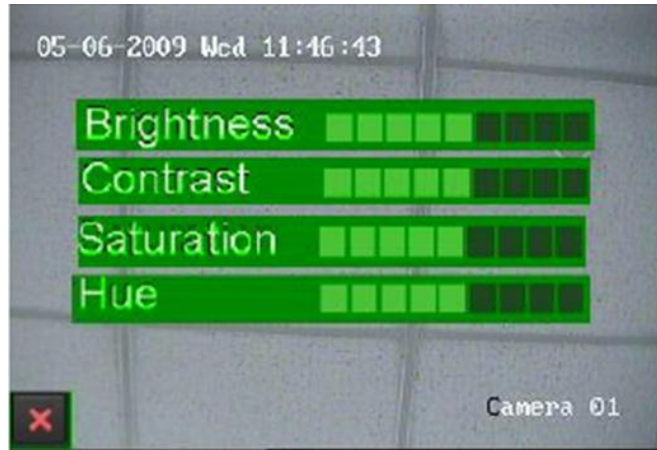 05-06-2009 Wed 11:46:43
Brightness
Contrast
Saturation
Hue
Camera 01